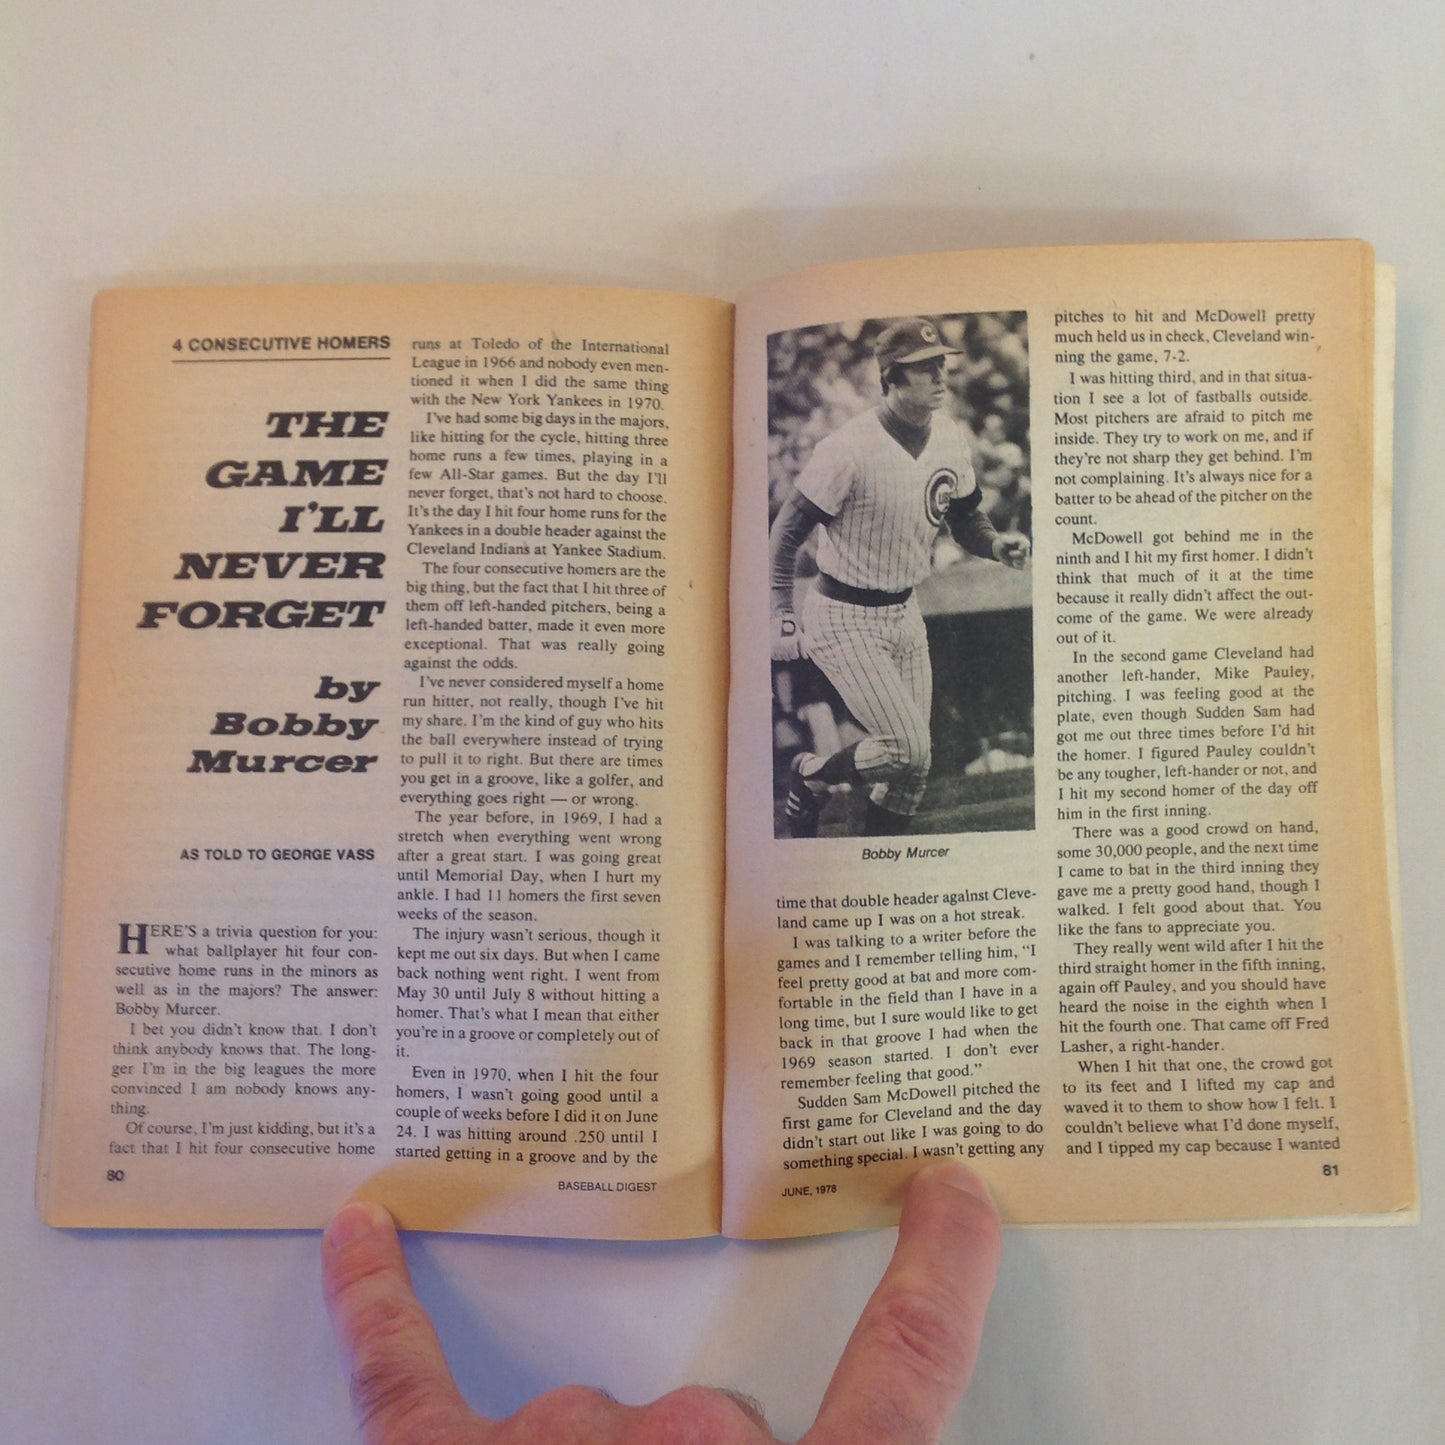 4 CONSECUTIVE HOMERS
THE
GAME
I'LL
NEVER
FORGET
by
Bobby
Murcer
AS TOLD TO GEORGE VASS
HERE'S a trivia question for you:
what ballplayer hit four con-
secutive home runs in the minors as
well as in the majors? The answer:
Bobby Murcer.
I bet you didn't know that. I don't
think anybody knows that. The long-
ger I'm in the big leagues the more
convinced I am nobody knows any-
thing.
Of course, I'm just kidding, but it's a
fact that I hit four consecutive home
80
runs at Toledo of the International
League in 1966 and nobody even men-
tioned it when I did the same thing
with the New York Yankees in 1970.
I've had some big days in the majors,
like hitting for the cycle, hitting three
home runs a few times, playing in a
few All-Star games. But the day I'll
never forget, that's not hard to choose.
It's the day I hit four home runs for the
Yankees in a double header against the
Cleveland Indians at Yankee Stadium.
The four consecutive homers are the
big thing, but the fact that I hit three of
them off left-handed pitchers, being a
left-handed batter, made it even more
exceptional. That was really going
against the odds.
I've never considered myself a home
run hitter, not really, though I've hit
my share. I'm the kind of guy who hits
the ball everywhere instead of trying
to pull it to right. But there are times
you get in a groove, like a golfer, and
everything goes right — or wrong.
The year before, in 1969, I had a
stretch when everything went wrong
after a great start. I was going great
until Memorial Day, when I hurt my
ankle. I had 11 homers the first seven
weeks of the season.
The injury wasn't serious, though it
kept me out six days. But when I came
back nothing went right. I went from
May 30 until July 8 without hitting a
homer. That's what I mean that either
you're in a groove or completely out of
it.
Even in 1970, when I hit the four
homers, I wasn't going good until a
couple of weeks before I did it on June
24. I was hitting around .250 until I
started getting in a groove and by the
BASEBALL DIGEST
C
CUBS
Bobby Murcer
time that double header against Cleve-
land came up I was on a hot streak.
I was talking to a writer before the
games and I remember telling him, "I
feel pretty good at bat and more com-
fortable in the field than I have in a
long time, but I sure would like to get
back in that groove I had when the
1969 season started. I don't ever
remember feeling that good."
Sudden Sam McDowell pitched the
first game for Cleveland and the day
didn't start out like I was going to do
something special. I wasn't getting any
JUNE, 1978
pitches to hit and McDowell pretty
much held us in check, Cleveland win-
ning the game, 7-2.
I was hitting third, and in that situa-
tion I see a lot of fastballs outside.
Most pitchers are afraid to pitch me
inside. They try to work on me, and if
they're not sharp they get behind. I'm
not complaining. It's always nice for a
batter to be ahead of the pitcher on the
count.
McDowell got behind me in the
ninth and I hit my first homer. I didn't
think that much of it at the time
because it really didn't affect the out-
come of the game. We were already
out of it.
In the second game Cleveland had
another left-hander, Mike Pauley,
pitching. I was feeling good at the
plate, even though Sudden Sam had
got me out three times before I'd hit
the homer. I figured Pauley couldn't
be any tougher, left-hander or not, and
I hit my second homer of the day off
him in the first inning.
There was a good crowd on hand,
some 30,000 people, and the next time
I came to bat in the third inning they
gave me a pretty good hand, though I
walked. I felt good about that. You
like the fans to appreciate you.
They really went wild after I hit the
third straight homer in the fifth inning,
again off Pauley, and you should have
heard the noise in the eighth when I
hit the fourth one. That came off Fred
Lasher, a right-hander.
When I hit that one, the crowd got
to its feet and I lifted my cap and
waved it to them to show how I felt. I
couldn't believe what I'd done myself,
and I tipped my cap because I wanted
81